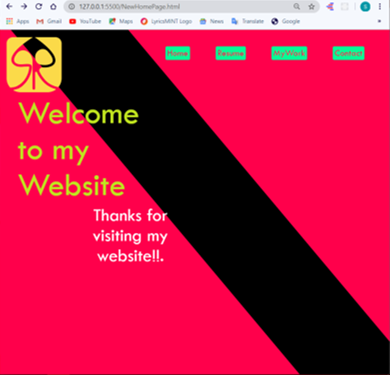 127.0.0.1:5500/NewHomePage.html
Apps Gmail YouTube Maps LyricsMINT Logo News Translate Google
Home Resume MyWork Contact
Welcome
to my
Website
Thanks for
visiting my
website!!.